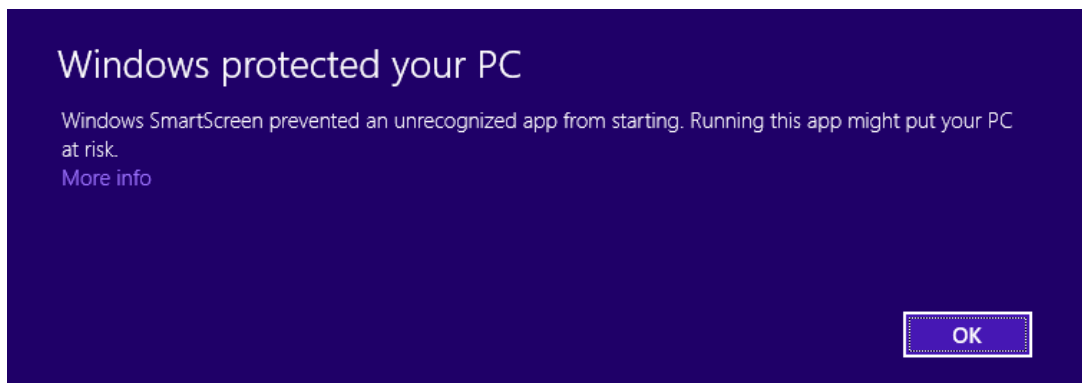 Windows protected your PC
Windows SmartScreen prevented an unrecognized app from starting. Running this app might put your PC
at risk.
More info
OK